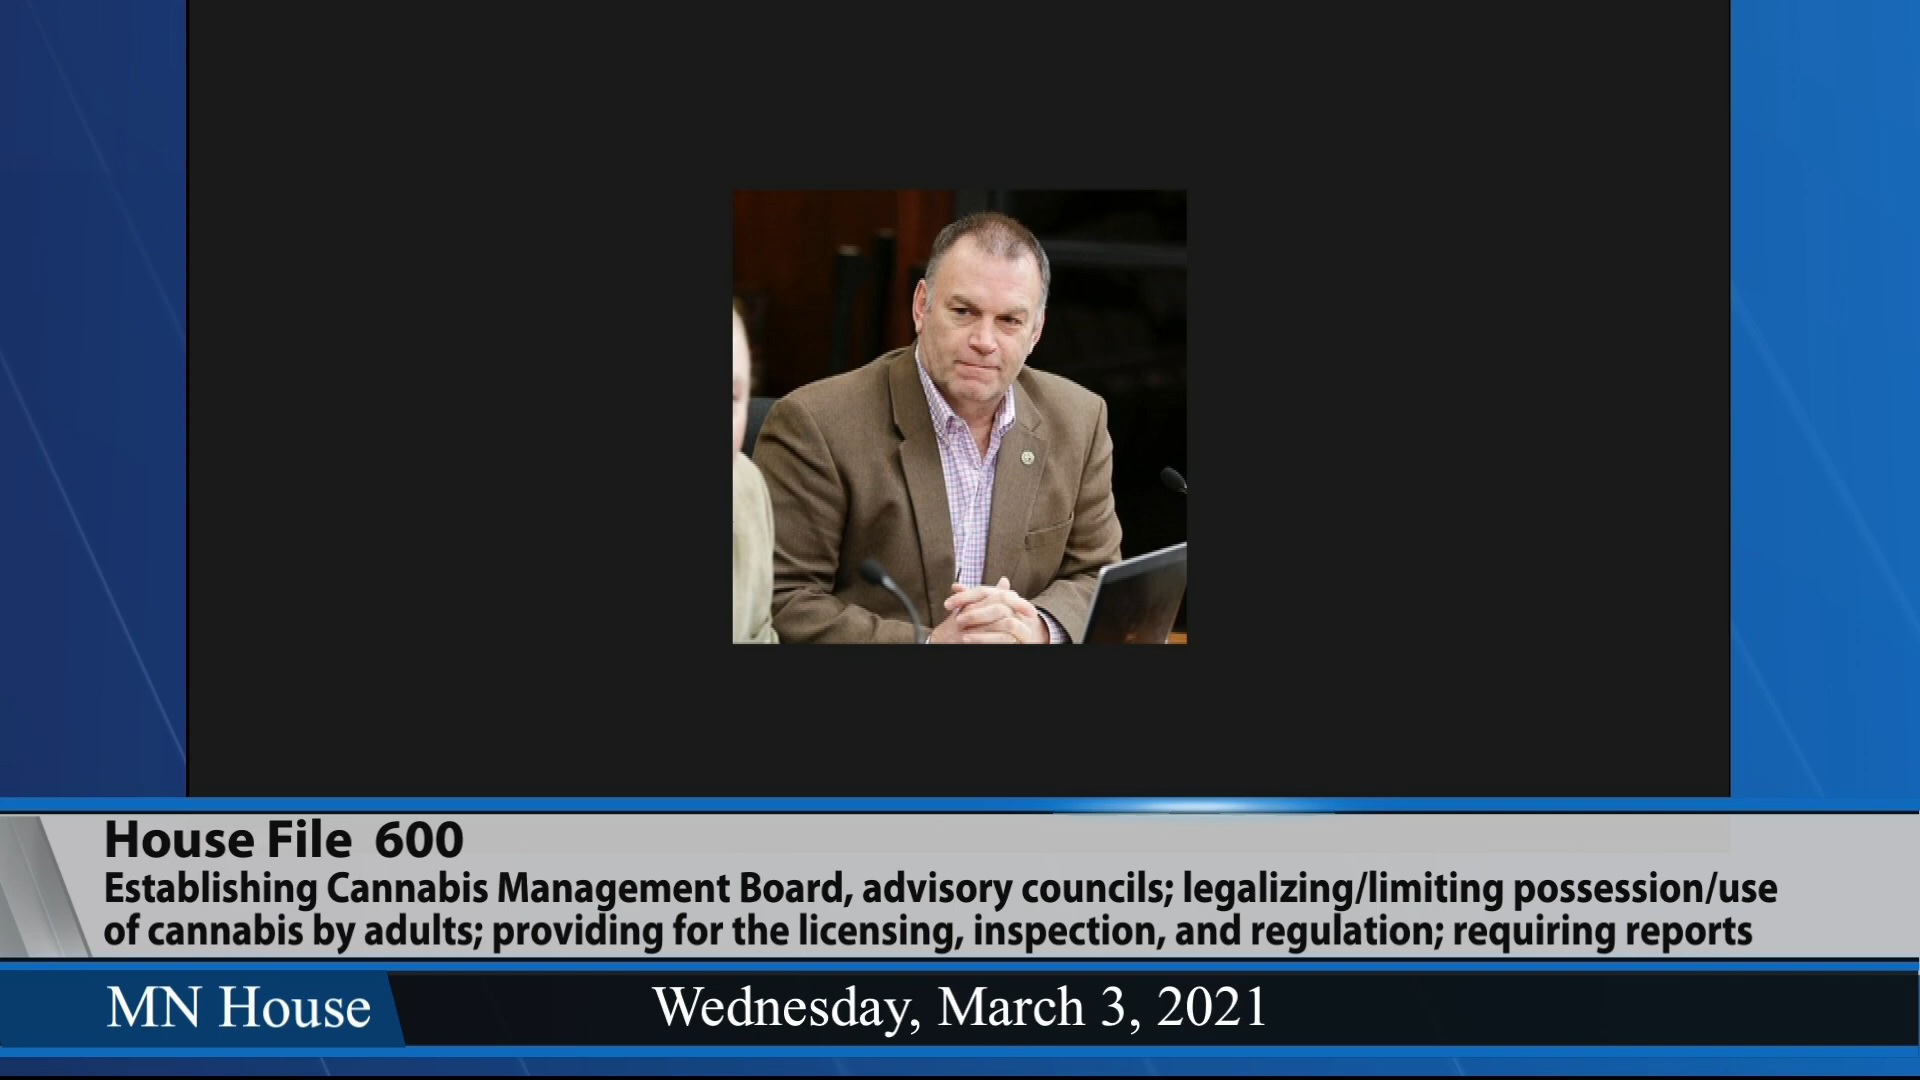 House File 600
Establishing Cannabis Management Board, advisory councils; legalizing/limiting possession/use
of cannabis by adults; providing for the licensing, inspection, and regulation; requiring reports
MN House
Wednesday, March 3, 2021